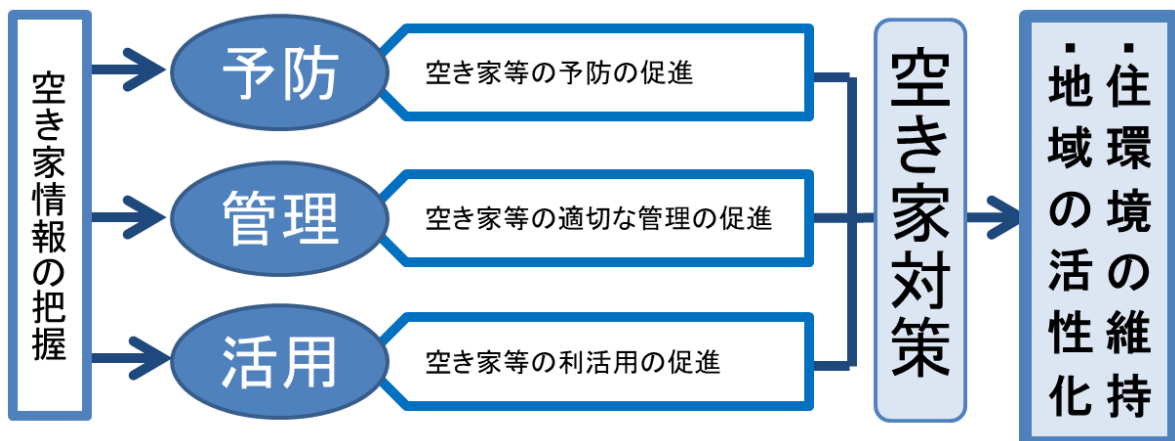 空き家情報の把握
予防
空き家等の予防の促進
管理
空き家等の適切な管理の促進
活用
空き家等の利活用の促進
空き家対策
・住環境の維持
・地域の活性化